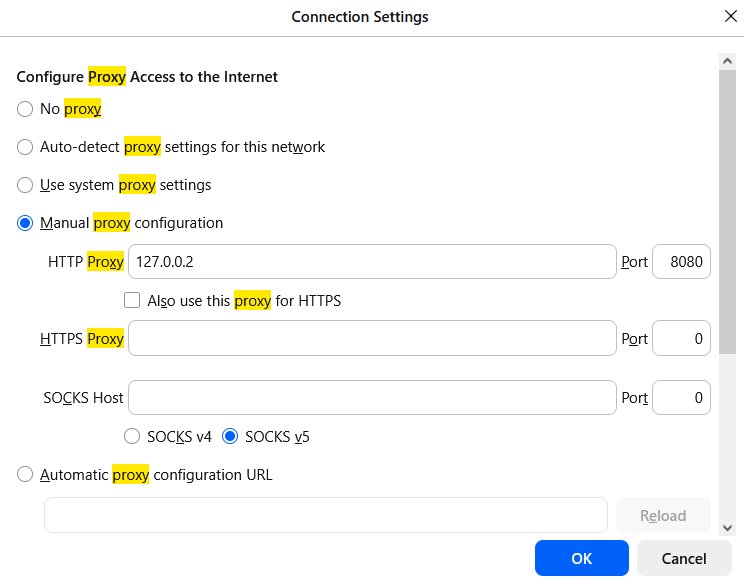 Connection Settings
Configure Proxy Access to the Internet
No proxy
Auto-detect proxy settings for this network
Use system proxy settings
Manual proxy configuration
HTTP Proxy 127.0.0.2 Port 8080
Also use this proxy for HTTPS
HTTPS Proxy Port 0
SOCKS Host Port 0
SOCKS v4 SOCKS v5
Automatic proxy configuration URL
Reload
OK Cancel